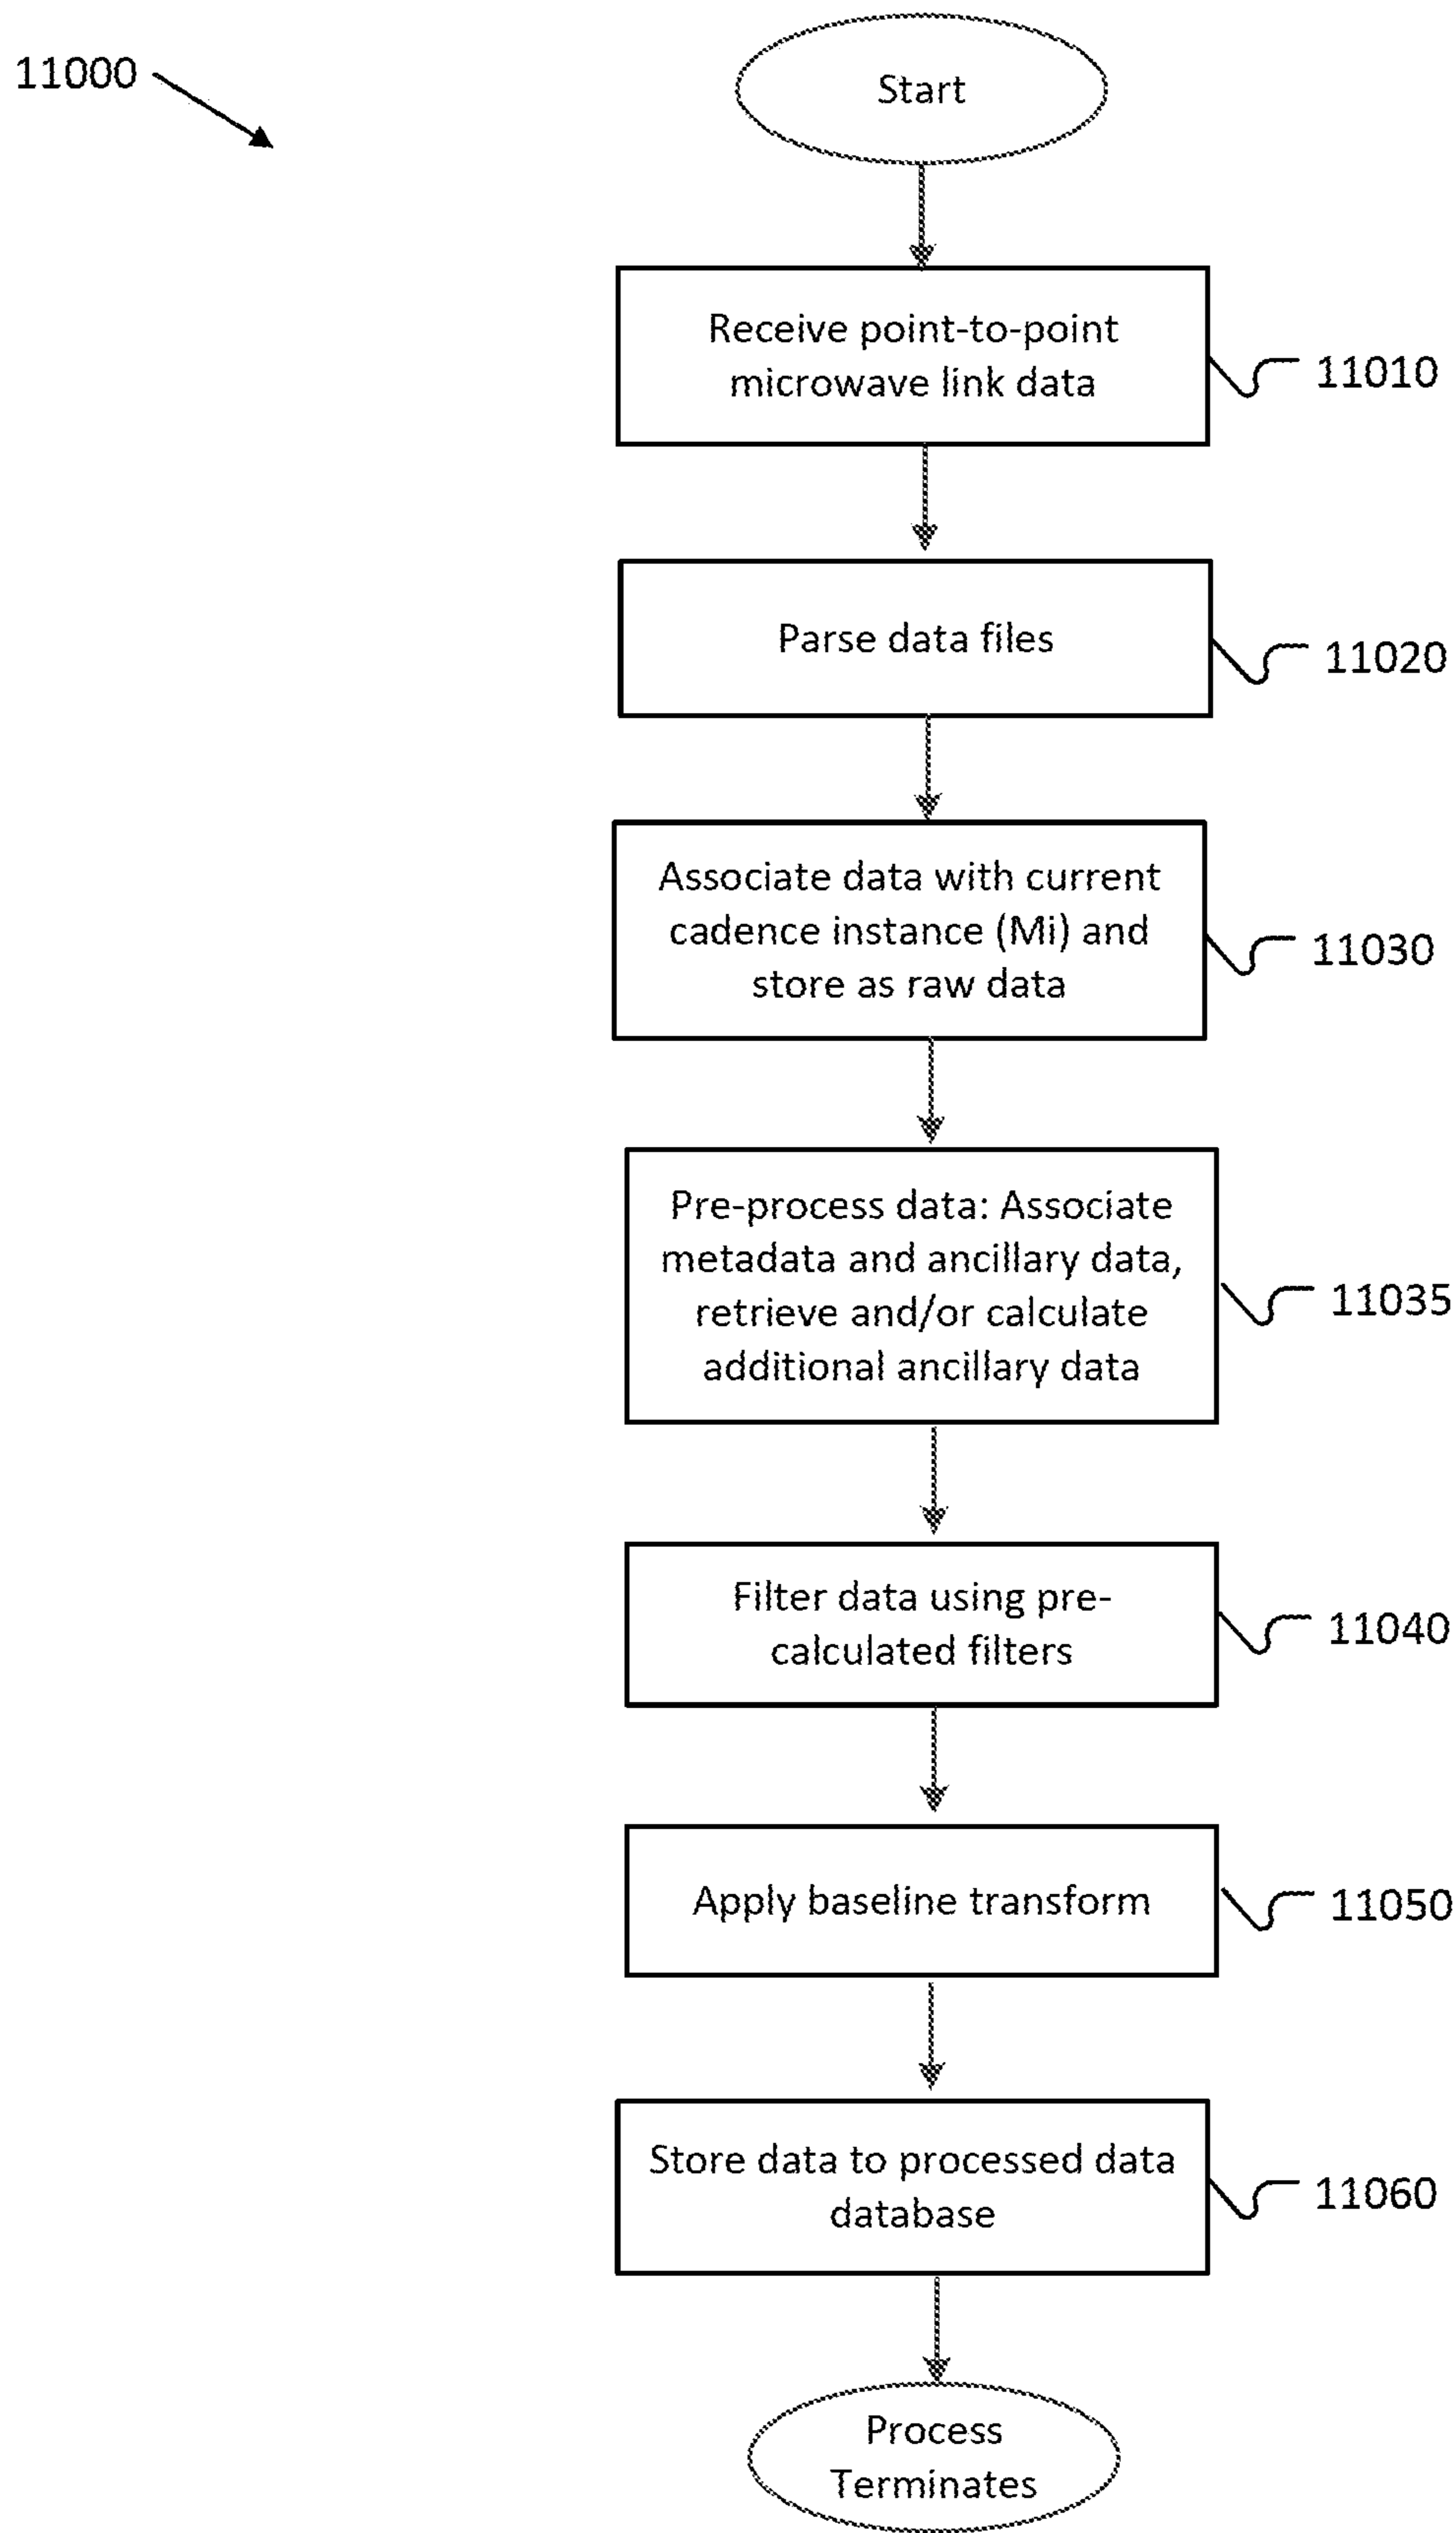 11000
Start
Receive point-to-point
microwave link data
11010
Parse data files
11020
Associate data with current
cadence instance (Mi) and
store as raw data
11030
Pre-process data: Associate
metadata and ancillary data,
retrieve and/or calculate
additional ancillary data
11035
Filter data using pre-
calculated filters
11040
Apply baseline transform
11050
Store data to processed data
database
11060
Process
Terminates